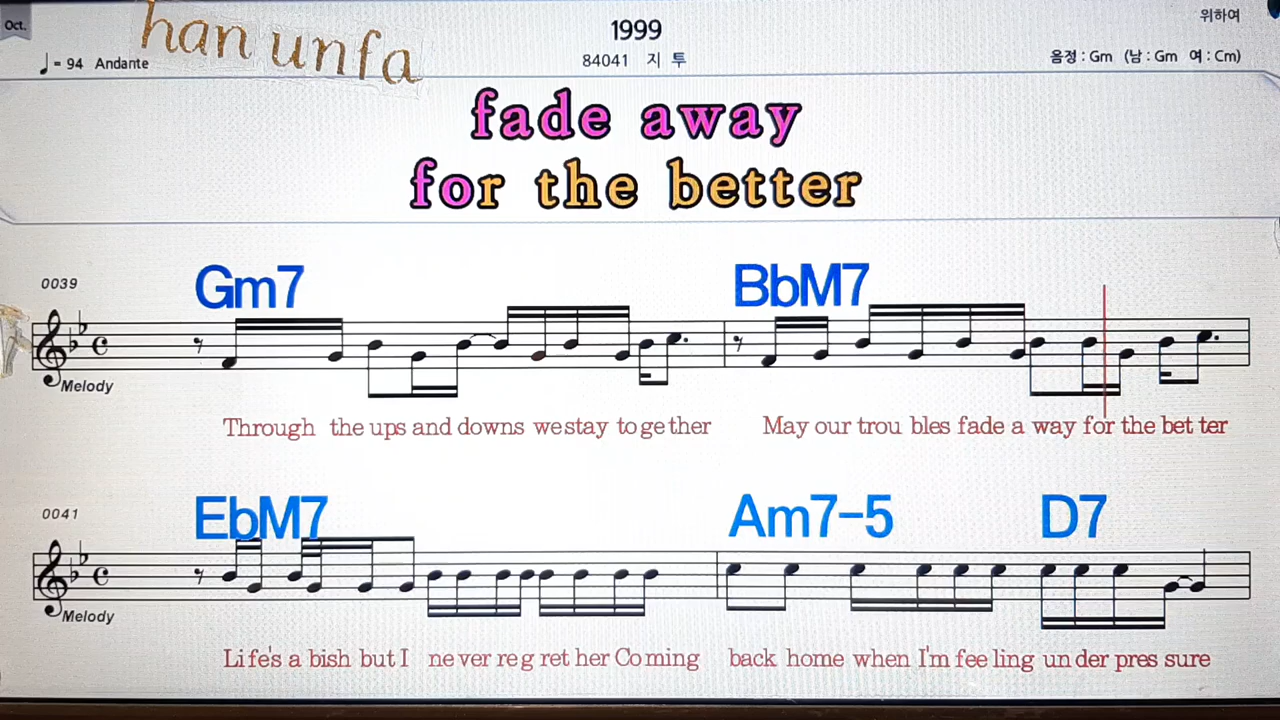 Oct.
han unfa
♩= 94 Andante
1999
84041 지 투
위하여
음정 : Gm (남 : Gm 여 : Cm)
fade away
for the better
0039
Gm7 BbM7
Melody
Through the ups and downs we stay to ge ther May our trou bles fade a way for the bet ter
0041
EbM7 Am7-5 D7
Melody
Life's a bish but I ne ver re g ret her Co ming back home when I'm fee ling un der pres sure